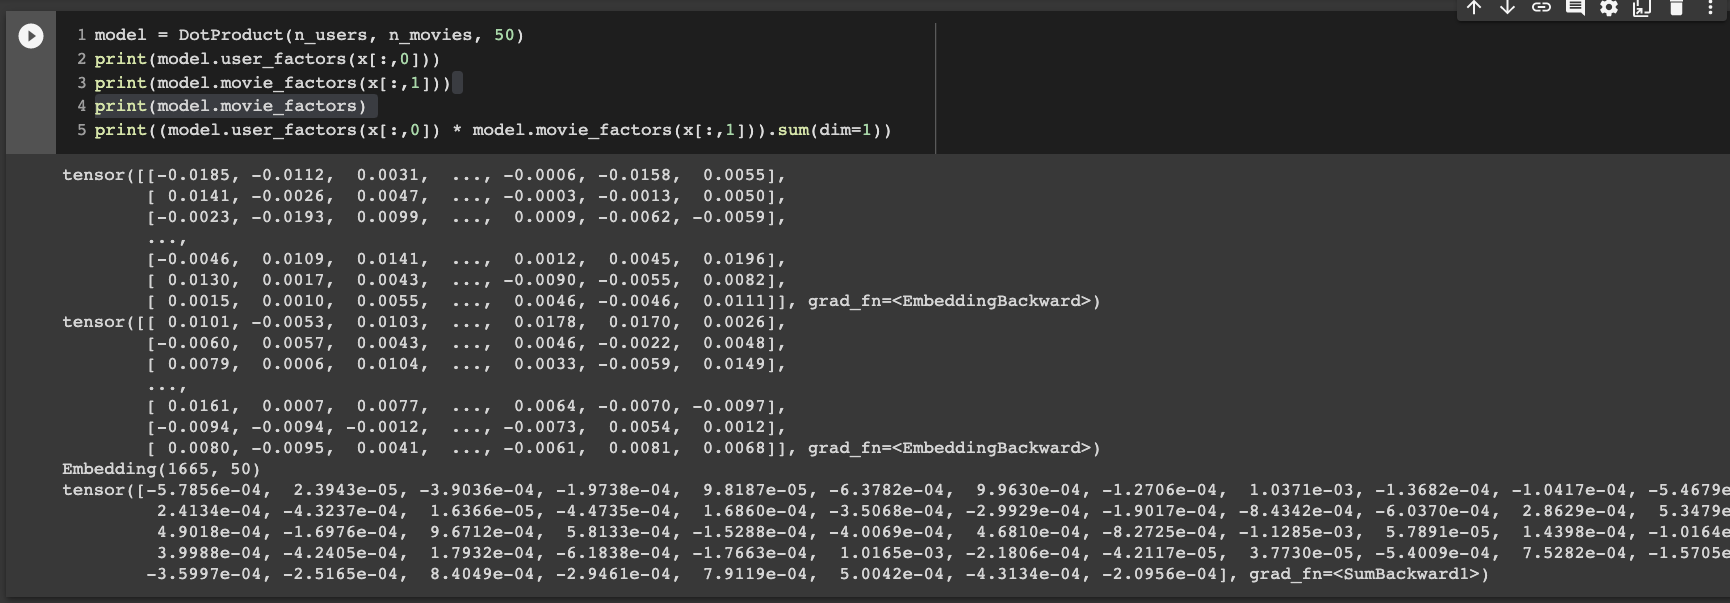 1 model = DotProduct(n_users, n_movies, 50)
2 print(model.user_factors(x[:,0]))
3 print(model.movie_factors(x[:,1]))
4 print(model.movie_factors)
5 print((model.user_factors(x[:,0]) * model.movie_factors(x[:,1])).sum(dim=1))
tensor([[-0.0185, -0.0112,  0.0031,  ..., -0.0006, -0.0158,  0.0055],
        [ 0.0141, -0.0026,  0.0047,  ..., -0.0003, -0.0013,  0.0050],
        [-0.0023, -0.0193,  0.0099,  ...,  0.0009, -0.0062, -0.0059],
        ...,
        [-0.0046,  0.0109,  0.0141,  ...,  0.0012,  0.0045,  0.0196],
        [ 0.0130,  0.0017,  0.0043,  ..., -0.0090, -0.0055,  0.0082],
        [ 0.0015,  0.0010,  0.0055,  ...,  0.0046, -0.0046,  0.0111]], grad_fn=<EmbeddingBackward>)
tensor([[ 0.0101, -0.0053,  0.0103,  ...,  0.0178,  0.0170,  0.0026],
        [-0.0060,  0.0057,  0.0043,  ...,  0.0046, -0.0022,  0.0048],
        [ 0.0079,  0.0006,  0.0104,  ...,  0.0033, -0.0059,  0.0149],
        ...,
        [ 0.0161,  0.0007,  0.0077,  ...,  0.0064, -0.0070, -0.0097],
        [-0.0094, -0.0094, -0.0012,  ..., -0.0073,  0.0054,  0.0012],
        [ 0.0080, -0.0095,  0.0041,  ..., -0.0061,  0.0081,  0.0068]], grad_fn=<EmbeddingBackward>)
Embedding(1665, 50)
tensor([-5.7856e-04,  2.3943e-05, -3.9036e-04, -1.9738e-04,  9.8187e-05, -6.3782e-04,  9.9630e-04, -1.2706e-04,  1.0371e-03, -1.3682e-04, -1.0417e-04, -5.4679e
         2.4134e-04, -4.3237e-04,  1.6366e-05, -4.4735e-04,  1.6860e-04, -3.5068e-04, -2.9929e-04, -1.9017e-04, -8.4342e-04, -6.0370e-04,  2.8629e-04,  5.3479e
         4.9018e-04, -1.6976e-04,  9.6712e-04,  5.8133e-04, -1.5288e-04, -4.0069e-04,  4.6810e-04, -8.2725e-04, -1.1285e-03,  5.7891e-05,  1.4398e-04, -1.0164e
         3.9988e-04, -4.2405e-04,  1.7932e-04, -6.1838e-04, -1.7663e-04,  1.0165e-03, -2.1806e-04, -4.2117e-05,  3.7730e-05, -5.4009e-04,  7.5282e-04, -1.5705e
        -3.5997e-04, -2.5165e-04,  8.4049e-04, -2.9461e-04,  7.9119e-04,  5.0042e-04, -4.3134e-04, -2.0956e-04], grad_fn=<SumBackward1>)